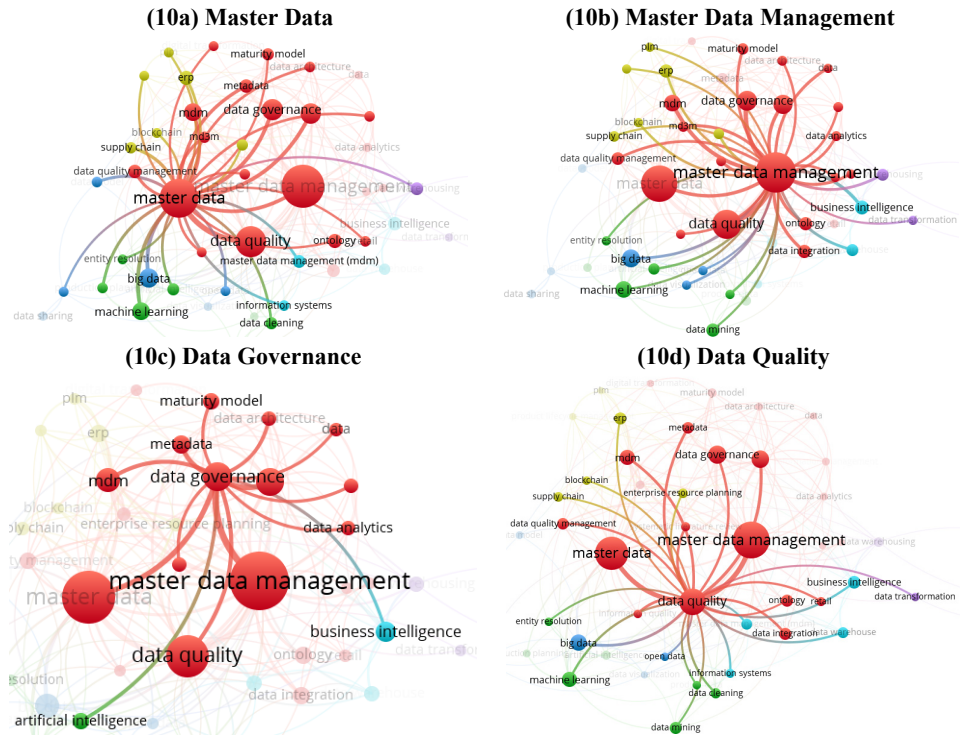 (10a) Master Data
maturity model
data architecture
data
erp
metadata
mdm
data governance
blockchain
md3m
supply chain
data analytics
data quality management
master data management
master data
business intelligence
data quality
ontology
retail
master data management (mdm)
entity resolution
big data
information systems
machine learning
data cleaning
data sharing
(10b) Master Data Management
plm
maturity model
data architecture
erp
data
metadata
mdm
data governance
blockchain
md3m
supply chain
data analytics
data quality management
master data management
master data
business intelligence
data quality
ontology
data transformation
entity resolution
data integration
big data
machine learning
data sharing
data mining
(10c) Data Governance
plm
maturity model
data architecture
erp
data
metadata
mdm
data governance
blockchain
enterprise resource planning
data analytics
master data management
master data
business intelligence
data quality
ontology
data integration
artificial intelligence
(10d) Data Quality
plm
data architecture
erp
data
metadata
mdm
data governance
blockchain
enterprise resource planning
supply chain
data analytics
data quality management
master data management
data warehousing
master data
business intelligence
data quality
ontology
retail
data transformation
entity resolution
data integration
data warehouse
big data
open data
machine learning
information systems
data cleaning
data mining